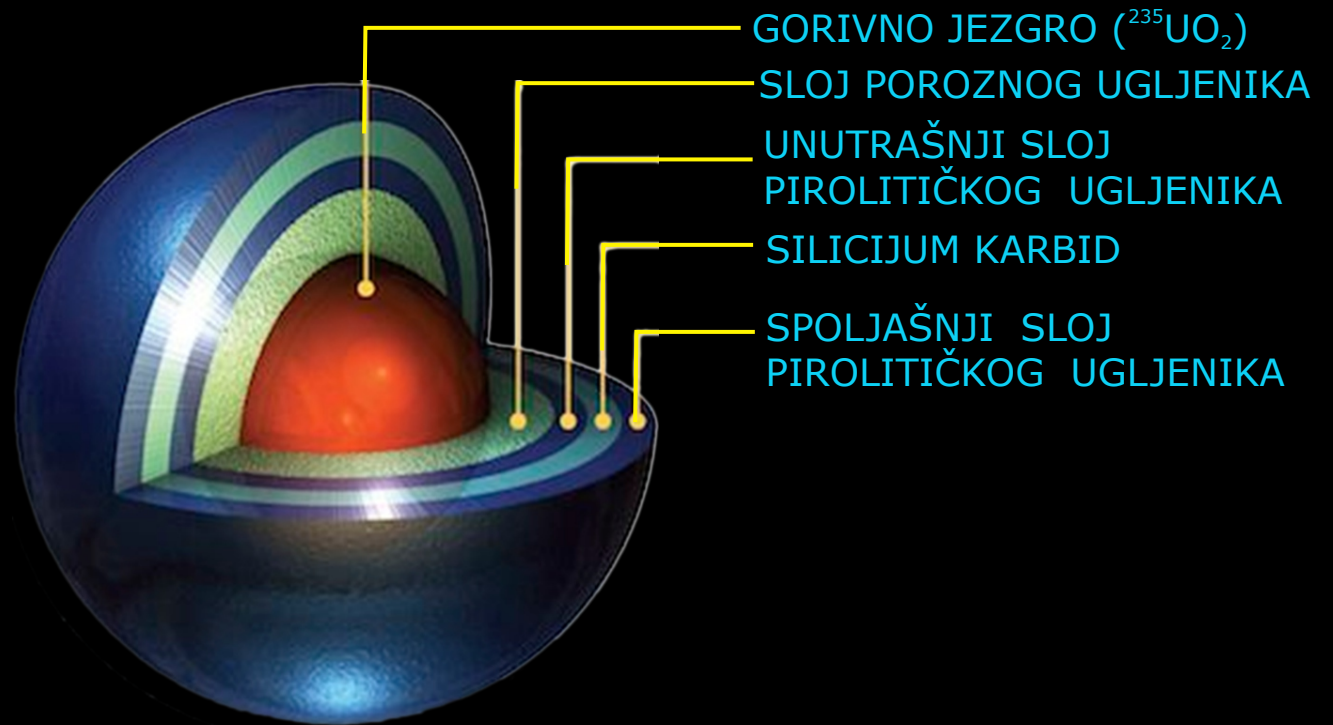 GORIVNO JEZGRO (²³⁵UO₂)
SLOJ POROZNOG UGLJENIKA
UNUTRAŠNJI SLOJ
PIROLITIČKOG UGLJENIKA
SILICIJUM KARBID
SPOLJAŠNJI SLOJ
PIROLITIČKOG UGLJENIKA